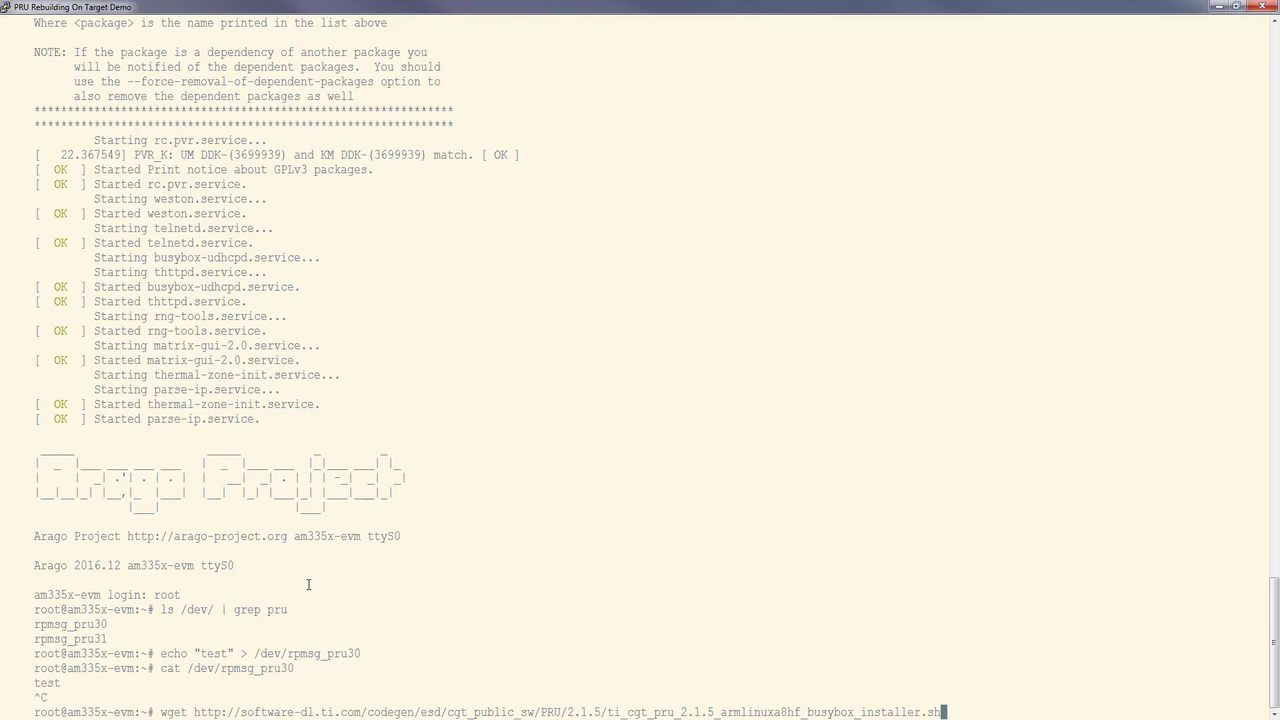 PRU Rebuilding On Target Demo
Where <package> is the name printed in the list above
NOTE: If the package is a dependency of another package you
will be notified of the dependent packages. You should
use the --force-removal-of-dependent-packages option to
also remove the dependent packages as well
***************************************************************
***************************************************************
Starting rc.pvr.service...
[   22.367549] PVR_K: UM DDK-(3699939) and KM DDK-(3699939) match. [ OK ]
[  OK  ] Started Print notice about GPLv3 packages.
[  OK  ] Started rc.pvr.service.
Starting weston.service...
[  OK  ] Started weston.service.
Starting telnetd.service...
[  OK  ] Started telnetd.service.
Starting busybox-udhcpd.service...
Starting thttpd.service...
[  OK  ] Started busybox-udhcpd.service.
[  OK  ] Started thttpd.service.
Starting rng-tools.service...
[  OK  ] Started rng-tools.service.
Starting matrix-gui-2.0.service...
[  OK  ] Started matrix-gui-2.0.service.
Starting thermal-zone-init.service...
Starting parse-ip.service...
[  OK  ] Started thermal-zone-init.service.
[  OK  ] Started parse-ip.service.
Arago Project
Arago Project http://arago-project.org am335x-evm ttyS0
Arago 2016.12 am335x-evm ttyS0
am335x-evm login: root
root@am335x-evm:~# ls /dev/ | grep pru
rpmsg_pru30
rpmsg_pru31
root@am335x-evm:~# echo "test" > /dev/rpmsg_pru30
root@am335x-evm:~# cat /dev/rpmsg_pru30
test
^C
root@am335x-evm:~# wget http://software-dl.ti.com/codegen/esd/cgt_public_sw/PRU/2.1.5/ti_cgt_pru_2.1.5_armlinuxa8hf_busybox_installer.sh